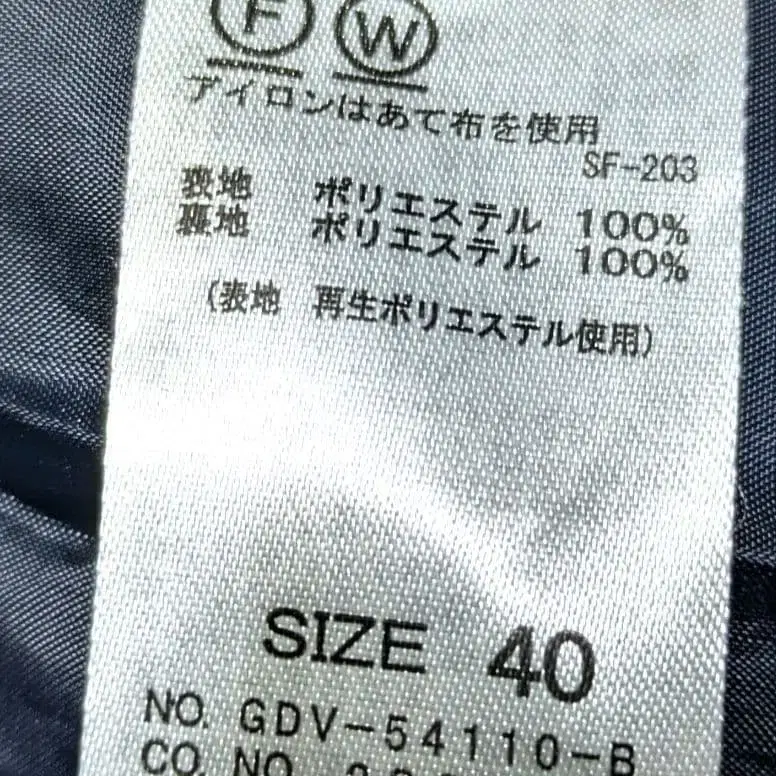 F W
アイロンはあて布を使用
SF-203
表地 ポリエステル 100%
裏地 ポリエステル 100%
(表地 再生ポリエステル使用)
SIZE 40
NO. GDV-54110-B
CO. NO.